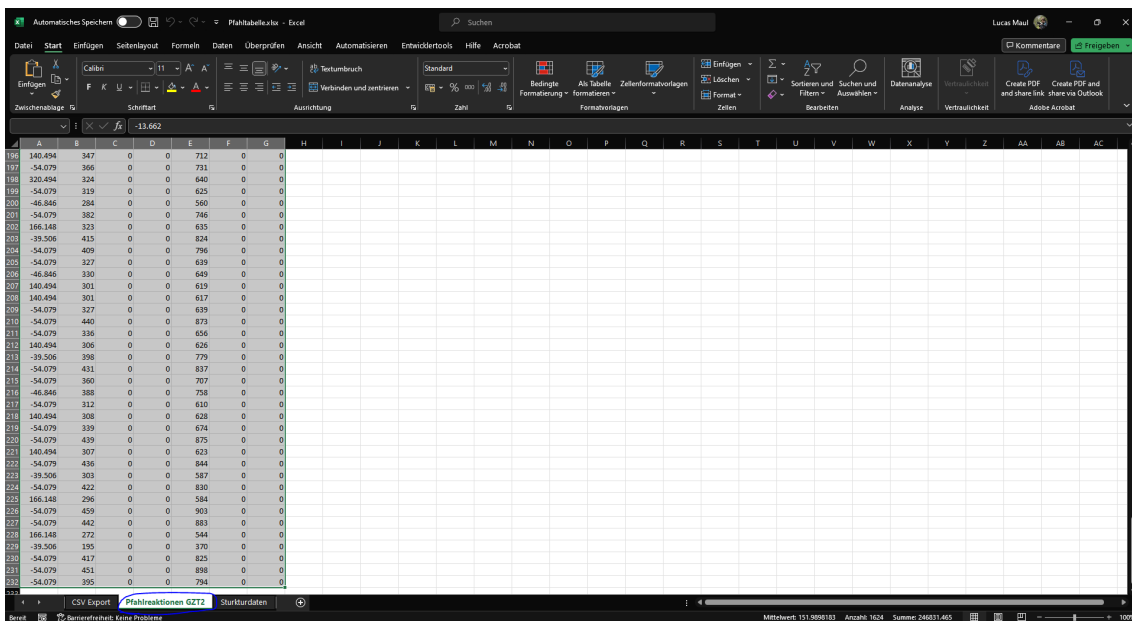 Automatisches Speichern Pfahltabelle.xlsx - Excel Suchen Lucas Maul
Datei Start Einfügen Seitenlayout Formeln Daten Überprüfen Ansicht Automatisieren Entwicklertools Hilfe Acrobat Kommentare Freigeben
Einfügen Calibri 11 A A Textumbruch Standard Bedingte Formatierung Als Tabelle formatieren Zellenformatvorlagen Einfügen Löschen Format Sortieren und Filtern Suchen und Auswählen Datenanalyse Vertraulichkeit Create PDF and share link Create PDF and share via Outlook
F K U A Verbinden und zentrieren % 000
Zwischenablage Schriftart Ausrichtung Zahl Formatvorlagen Zellen Bearbeiten Analyse Vertraulichkeit Adobe Acrobat
fx -13.662
A B C D E F G H I J K L M N O P Q R S T U V W X Y Z AA AB AC
196 140.494 347 0 0 712 0 0
197 -54.079 366 0 0 731 0 0
198 320.494 324 0 0 640 0 0
199 -54.079 319 0 0 625 0 0
200 -46.846 284 0 0 560 0 0
201 -54.079 382 0 0 746 0 0
202 166.148 323 0 0 635 0 0
203 -39.506 415 0 0 824 0 0
204 -54.079 409 0 0 796 0 0
205 -54.079 327 0 0 639 0 0
206 -46.846 330 0 0 649 0 0
207 140.494 301 0 0 619 0 0
208 140.494 301 0 0 617 0 0
209 -54.079 327 0 0 639 0 0
210 -54.079 440 0 0 873 0 0
211 -54.079 336 0 0 656 0 0
212 140.494 306 0 0 626 0 0
213 -39.506 398 0 0 779 0 0
214 -54.079 431 0 0 837 0 0
215 -54.079 360 0 0 707 0 0
216 -46.846 388 0 0 758 0 0
217 -54.079 312 0 0 610 0 0
218 140.494 308 0 0 628 0 0
219 -54.079 339 0 0 674 0 0
220 -54.079 439 0 0 875 0 0
221 140.494 307 0 0 623 0 0
222 -54.079 436 0 0 844 0 0
223 -39.506 303 0 0 587 0 0
224 -54.079 422 0 0 830 0 0
225 166.148 296 0 0 584 0 0
226 -54.079 459 0 0 903 0 0
227 -54.079 442 0 0 883 0 0
228 166.148 272 0 0 544 0 0
229 -39.506 195 0 0 370 0 0
230 -54.079 417 0 0 825 0 0
231 -54.079 451 0 0 898 0 0
232 -54.079 395 0 0 794 0 0
CSV Export Pfahlreaktionen GZT2 Sturkturdaten
Bereit Barrierefreiheit: Keine Probleme Mittelwert: 151.9898183 Anzahl: 1624 Summe: 246831.465 100%